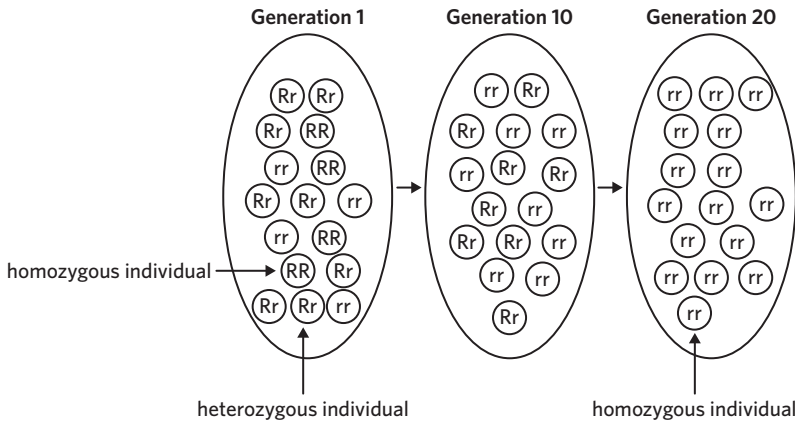 Generation 1 Generation 10 Generation 20
Rr Rr rr Rr rr rr rr
Rr RR Rr rr rr rr rr
rr RR rr Rr Rr rr rr
Rr Rr rr Rr rr rr rr rr
rr RR Rr Rr rr rr rr
homozygous individual RR Rr rr rr rr rr rr
Rr Rr rr Rr rr
heterozygous individual homozygous individual